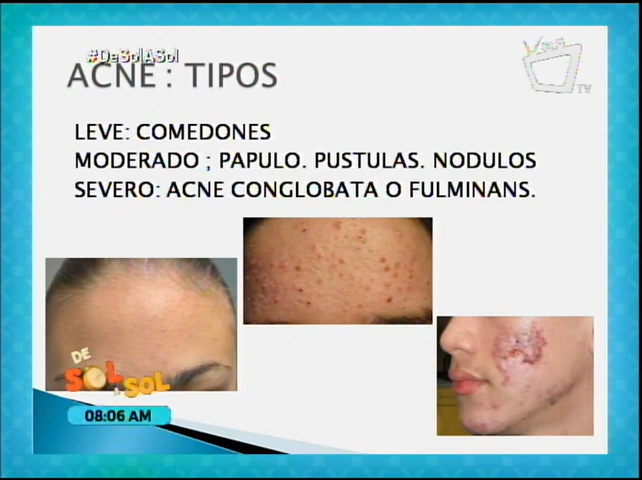 #DeSolASol
ACNE : TIPOS
TV
LEVE: COMEDONES
MODERADO ; PAPULO. PUSTULAS. NODULOS
SEVERO: ACNE CONGLOBATA O FULMINANS.
DE
SOL
a SOL
08:06 AM